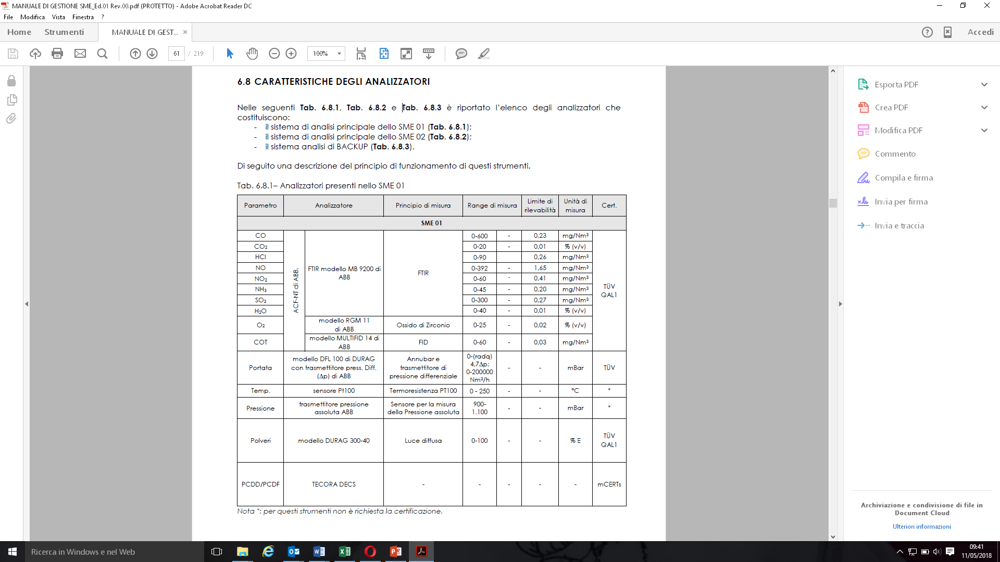 MANUALE DI GESTIONE SME_Ed.01 Rev.00.pdf (PROTETTO) - Adobe Acrobat Reader DC
File Modifica Vista Finestra ?
Home Strumenti MANUALE DI GEST... × Accedi
61 / 219 100%
6.8 CARATTERISTICHE DEGLI ANALIZZATORI
Nelle seguenti Tab. 6.8.1, Tab. 6.8.2 e Tab. 6.8.3 è riportato l'elenco degli analizzatori che
costituiscono:
- il sistema di analisi principale dello SME 01 (Tab. 6.8.1);
- il sistema di analisi principale dello SME 02 (Tab. 6.8.2);
- il sistema analisi di BACKUP (Tab. 6.8.3).
Di seguito una descrizione del principio di funzionamento di questi strumenti.
Tab. 6.8.1– Analizzatori presenti nello SME 01
Parametro Analizzatore Principio di misura Range di misura Limite di rilevabilità Unità di misura Cert.
SME 01
ACF-NT di ABB.
FTIR modello MB 9200 di
ABB
FTIR
TÜV
QAL1
CO 0-600 - 0,23 mg/Nm³
CO₂ 0-20 - 0,01 % (v/v)
HCl 0-90 0,26 mg/Nm³
NO 0-392 - 1,65 mg/Nm³
NO₂ 0-60 - 0,41 mg/Nm³
NH₃ 0-45 - 0,20 mg/Nm³
SO₂ 0-300 - 0,27 mg/Nm³
H₂O 0-40 - 0,01 % (v/v)
O₂ modello RGM 11 di ABB Ossido di Zirconio 0-25 - 0,02 % (v/v)
COT modello MULTIFID 14 di ABB FID 0-60 - 0,03 mg/Nm³
Portata modello DFL 100 di DURAG con trasmettitore press. Diff. (Δp) di ABB Annubar e trasmettitore di pressione differenziale 0-(radq) 4,7Δp; 0-200000 Nm³/h - - mBar TÜV
Temp. sensore Pt100 Termoresistenza PT100 0 - 250 - - °C *
Pressione trasmettitore pressione assoluta ABB Sensore per la misura della Pressione assoluta 900-1.100 - - mBar *
Polveri modello DURAG 300-40 Luce diffusa 0-100 - - % E TÜV QAL1
PCDD/PCDF TECORA DECS - - - - - mCERTs
Nota *: per questi strumenti non è richiesta la certificazione.
Esporta PDF
Crea PDF
Modifica PDF
Commento
Compila e firma
Invia per firma
Invia e traccia
Archiviazione e condivisione di file in
Document Cloud
Ulteriori informazioni
Ricerca in Windows e nel Web
09:41
11/05/2018